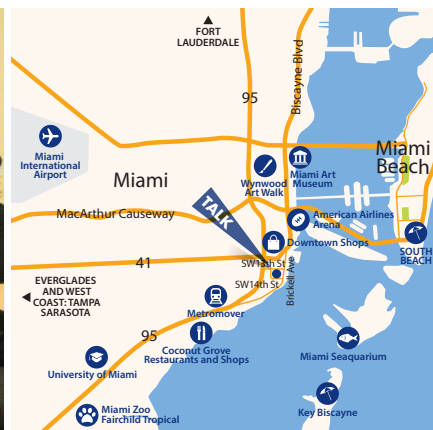 FORT
LAUDERDALE
95
Biscayne Blvd
Miami
International
Airport
Miami
Wynwood
Art Walk
Miami Art
Museum
Miami
Beach
MacArthur Causeway
TALK
American Airlines
Arena
Downtown Shops
SOUTH
BEACH
41
SW13th St
SW14th St
Brickell Ave
EVERGLADES
AND WEST
COAST: TAMPA
SARASOTA
Metromover
95
Coconut Grove
Restaurants and Shops
Miami Seaquarium
University of Miami
Key Biscayne
Miami Zoo
Fairchild Tropical